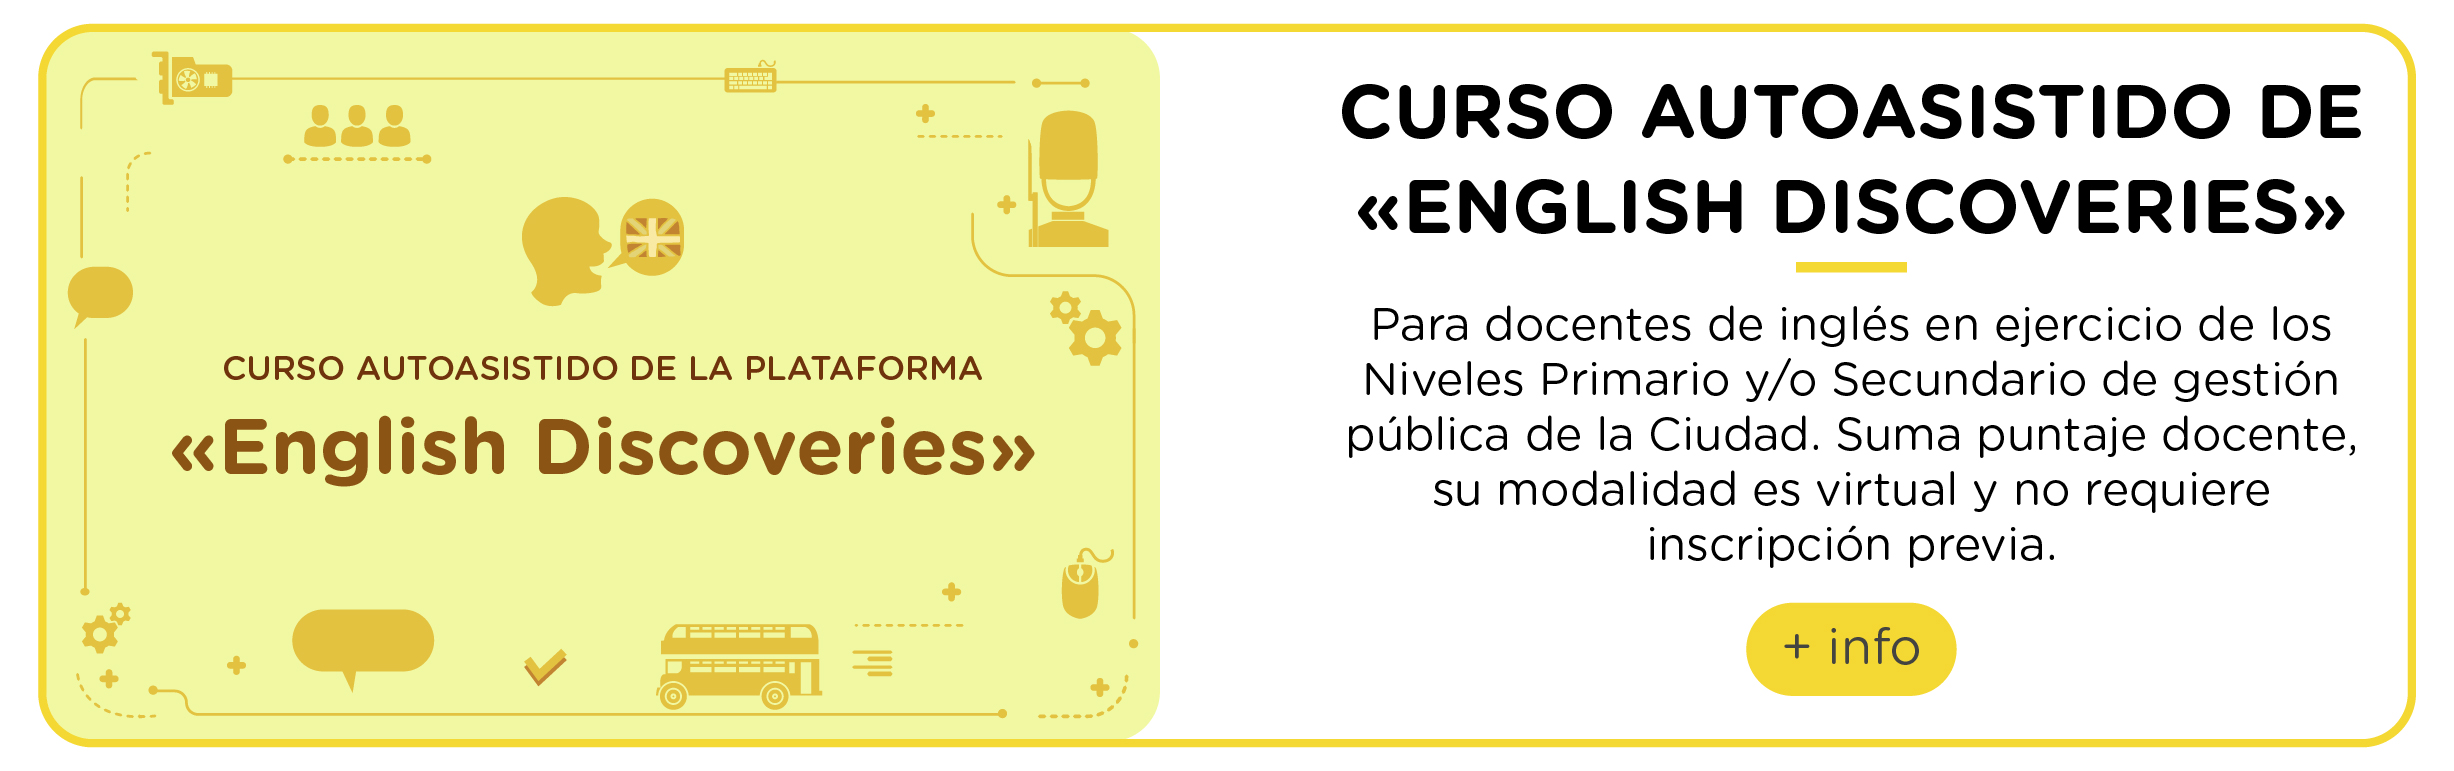 CURSO AUTOASISTIDO DE LA PLATAFORMA
«English Discoveries»
CURSO AUTOASISTIDO DE
«ENGLISH DISCOVERIES»
Para docentes de inglés en ejercicio de los
Niveles Primario y/o Secundario de gestión
pública de la Ciudad. Suma puntaje docente,
su modalidad es virtual y no requiere
inscripción previa.
+ info